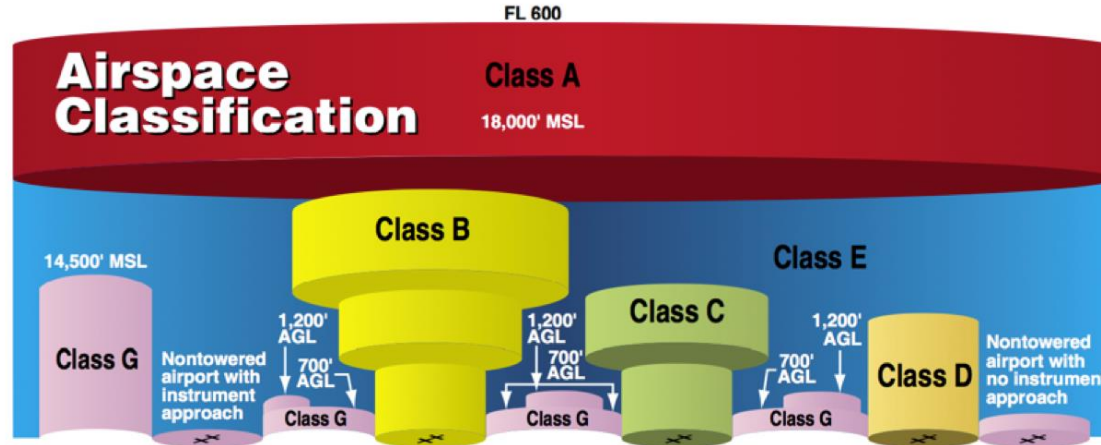 FL 600
Airspace
Classification
Class A
18,000' MSL
Class B
Class E
14,500' MSL
Class C
1,200'
AGL
1,200'
AGL
1,200'
AGL
Class G
Nontowered
airport with
instrument
approach
700'
AGL
700'
AGL
700'
AGL
Class D
Nontowered
airport with
no instrumen
approach
Class G
Class G
Class G